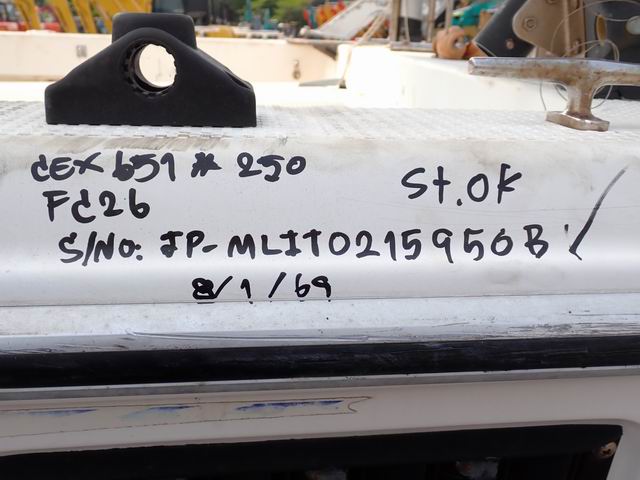 CEX 651 * 250
St.OK
FC26
S/No: JP-MLIT0215950B
8/1/69